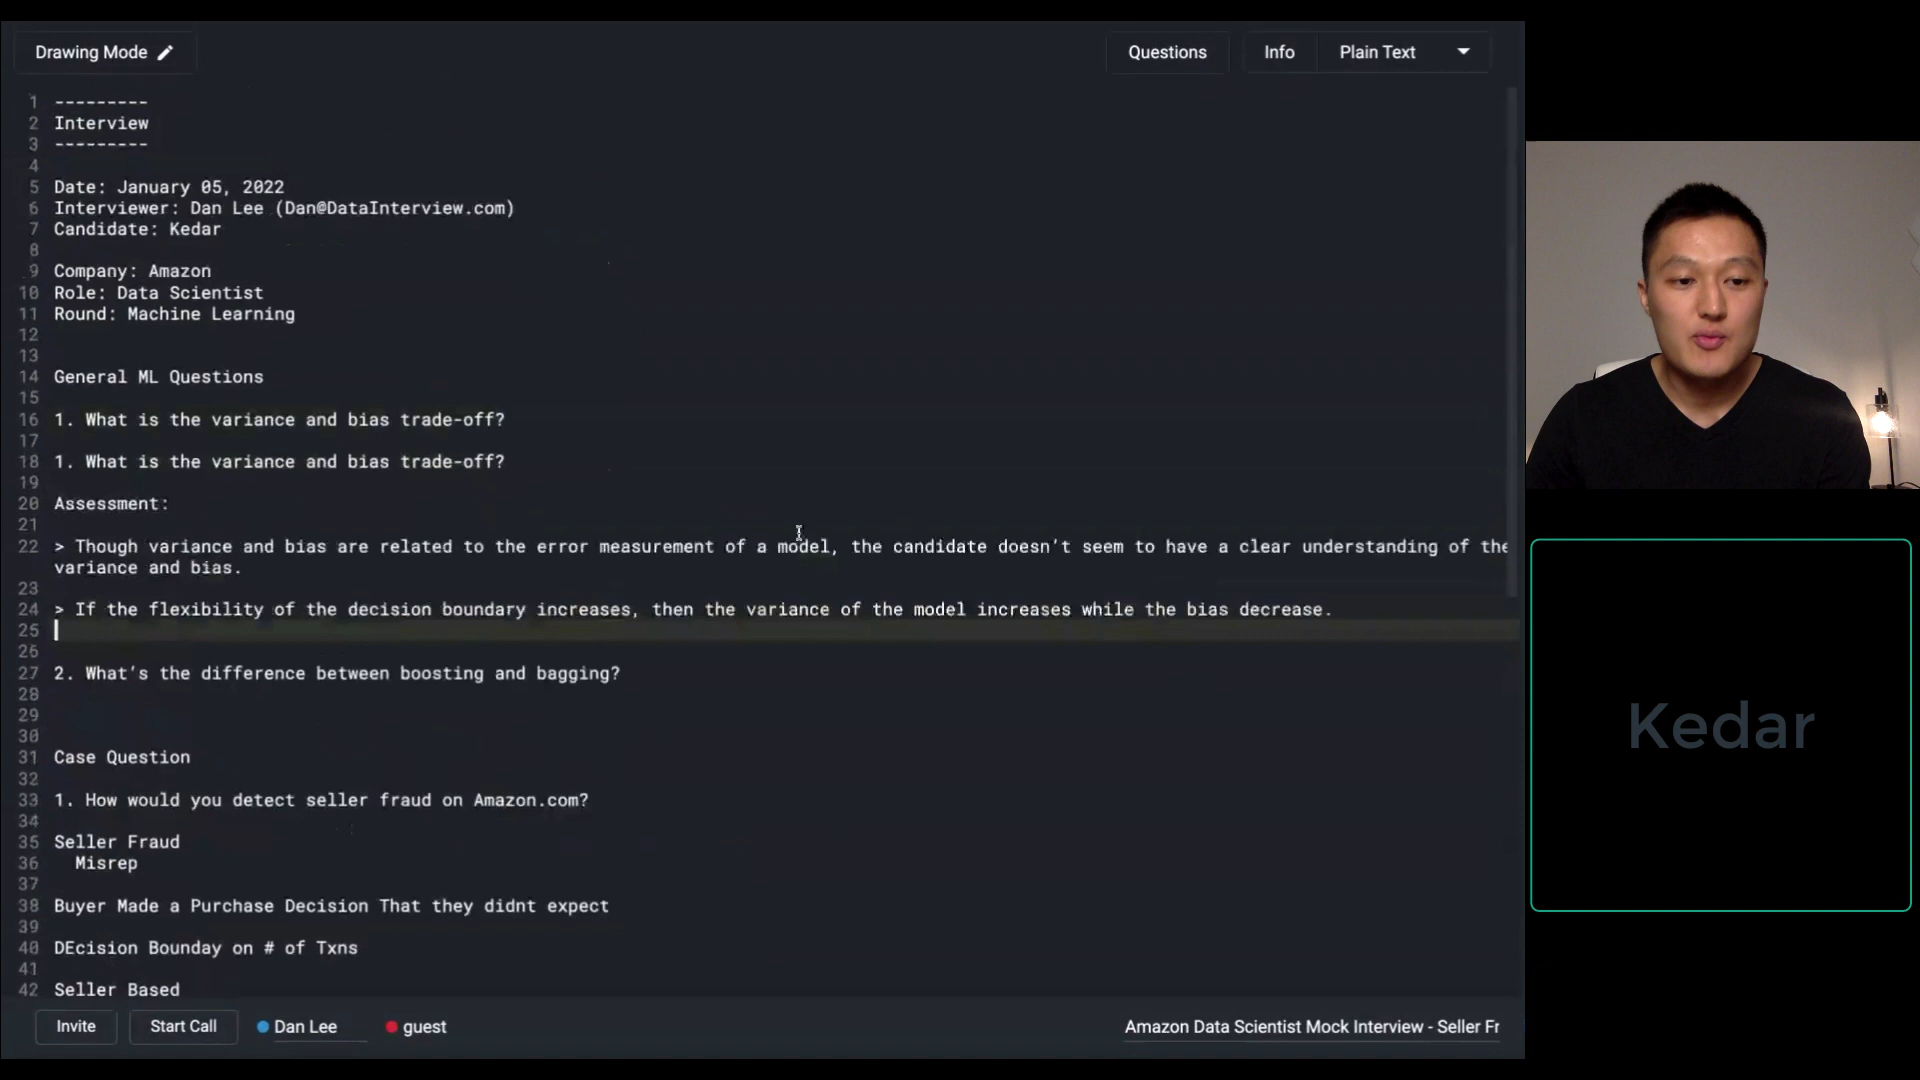 Drawing Mode
Questions
Info
Plain Text
1 ---------
2 Interview
3 ---------
4
5 Date: January 05, 2022
6 Interviewer: Dan Lee (Dan@DataInterview.com)
7 Candidate: Kedar
8
9 Company: Amazon
10 Role: Data Scientist
11 Round: Machine Learning
12
13
14 General ML Questions
15
16 1. What is the variance and bias trade-off?
17
18 1. What is the variance and bias trade-off?
19
20 Assessment:
21
22 > Though variance and bias are related to the error measurement of a model, the candidate doesn't seem to have a clear understanding of the
variance and bias.
23
24 > If the flexibility of the decision boundary increases, then the variance of the model increases while the bias decrease.
25
26
27 2. What's the difference between boosting and bagging?
28
29
30
31 Case Question
32
33 1. How would you detect seller fraud on Amazon.com?
34
35 Seller Fraud
36 Misrep
37
38 Buyer Made a Purchase Decision That they didnt expect
39
40 DEcision Bounday on # of Txns
41
42 Seller Based
Invite
Start Call
Dan Lee
guest
Amazon Data Scientist Mock Interview - Seller Fr
Kedar